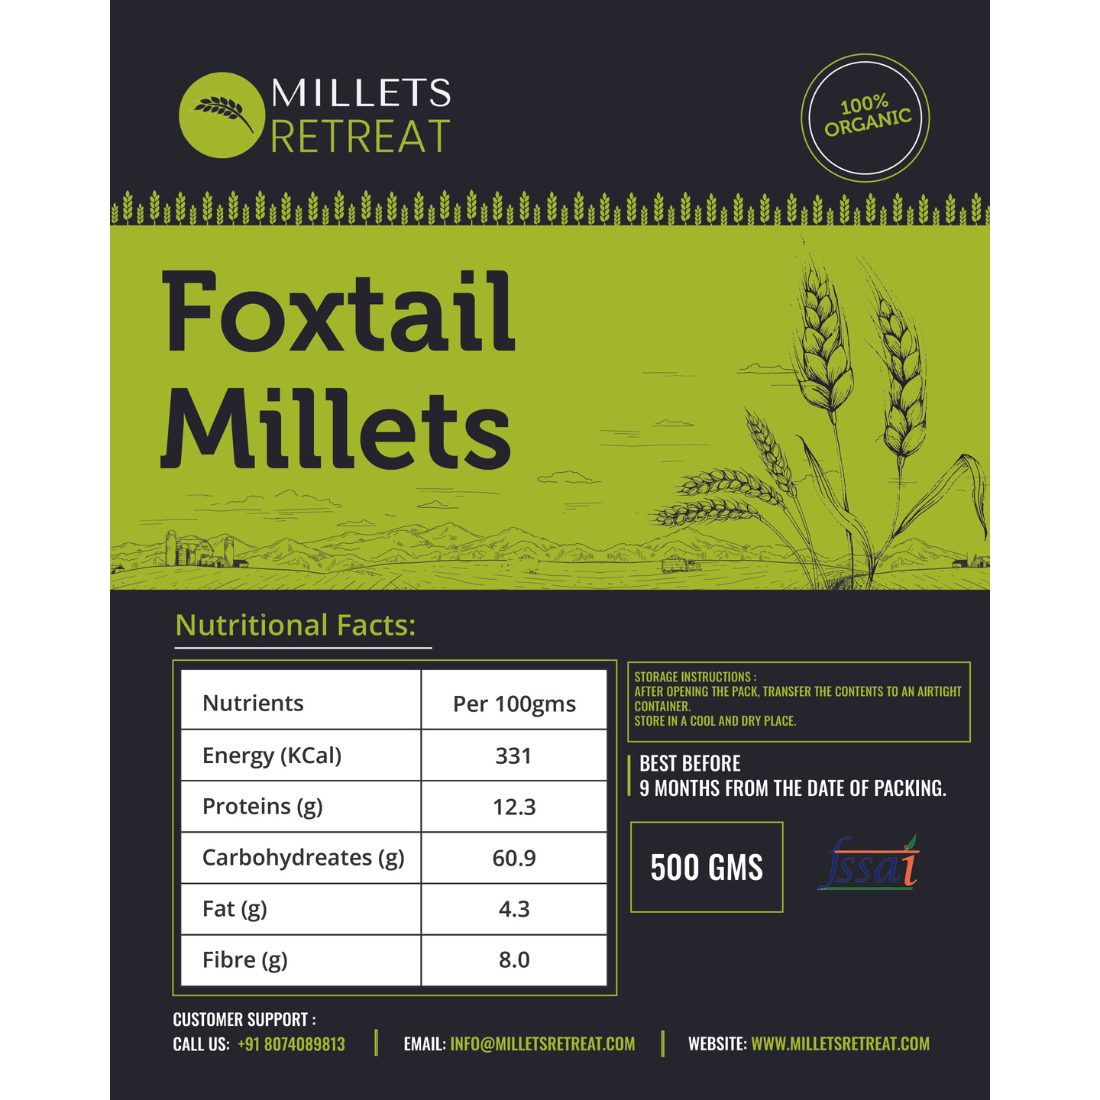 MILLETS
RETREAT
100%
ORGANIC
Foxtail
Millets
Nutritional Facts:
Nutrients Per 100gms
Energy (KCal) 331
Proteins (g) 12.3
Carbohydreates (g) 60.9
Fat (g) 4.3
Fibre (g) 8.0
STORAGE INSTRUCTIONS :
AFTER OPENING THE PACK, TRANSFER THE CONTENTS TO AN AIRTIGHT
CONTAINER.
STORE IN A COOL AND DRY PLACE.
BEST BEFORE
9 MONTHS FROM THE DATE OF PACKING.
500 GMS
fssai
CUSTOMER SUPPORT :
CALL US: +91 8074089813
EMAIL: INFO@MILLETSRETREAT.COM
WEBSITE: WWW.MILLETSRETREAT.COM